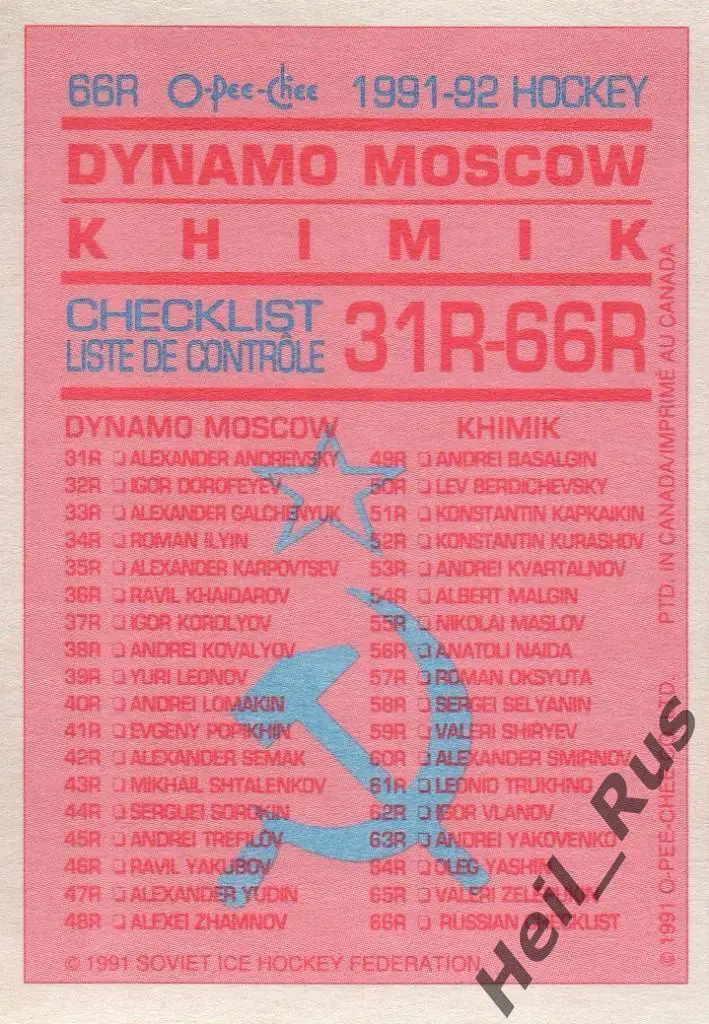 66R O-Pee-Chee 1991-92 HOCKEY
DYNAMO MOSCOW
KHIMIK
CHECKLIST
LISTE DE CONTRÔLE
31R-66R
DYNAMO MOSCOW
31R ALEXANDER ANDREVSKY
32R IGOR DOROFEYEV
33R ALEXANDER GALCHENYUK
34R ROMAN ILYIN
35R ALEXANDER KARPOVTSEV
36R RAVIL KHAIDAROV
37R IGOR KOROLYOV
38R ANDREI KOVALYOV
39R YURI LEONOV
40R ANDREI LOMAKIN
41R EVGENY POPIKHIN
42R ALEXANDER SEMAK
43R MIKHAIL SHTALENKOV
44R SERGUEI SOROKIN
45R ANDREI TREFILOV
46R RAVIL YAKUBOV
47R ALEXANDER YUDIN
48R ALEXEI ZHAMNOV
KHIMIK
49R ANDREI BASALGIN
50R LEV BERDICHEVSKY
51R KONSTANTIN KAPKAIKIN
52R KONSTANTIN KURASHOV
53R ANDREI KVARTALNOV
54R ALBERT MALGIN
55R NIKOLAI MASLOV
56R ANATOLI NAIDA
57R ROMAN OKSYUTA
58R SERGEI SELYANIN
59R VALERI SHIRYEV
60R ALEXANDER SMIRNOV
61R LEONID TRUKHNO
62R IGOR VLANOV
63R ANDREI YAKOVENKO
64R OLEG YASHIN
65R VALERI
66R RUSSIAN CHECKLIST
© 1991 SOVIET ICE HOCKEY FEDERATION
© 1991 O-PEE-CHEE CO. LTD. PTD. IN CANADA/IMPRIMÉ AU CANADA
Heil_Rus